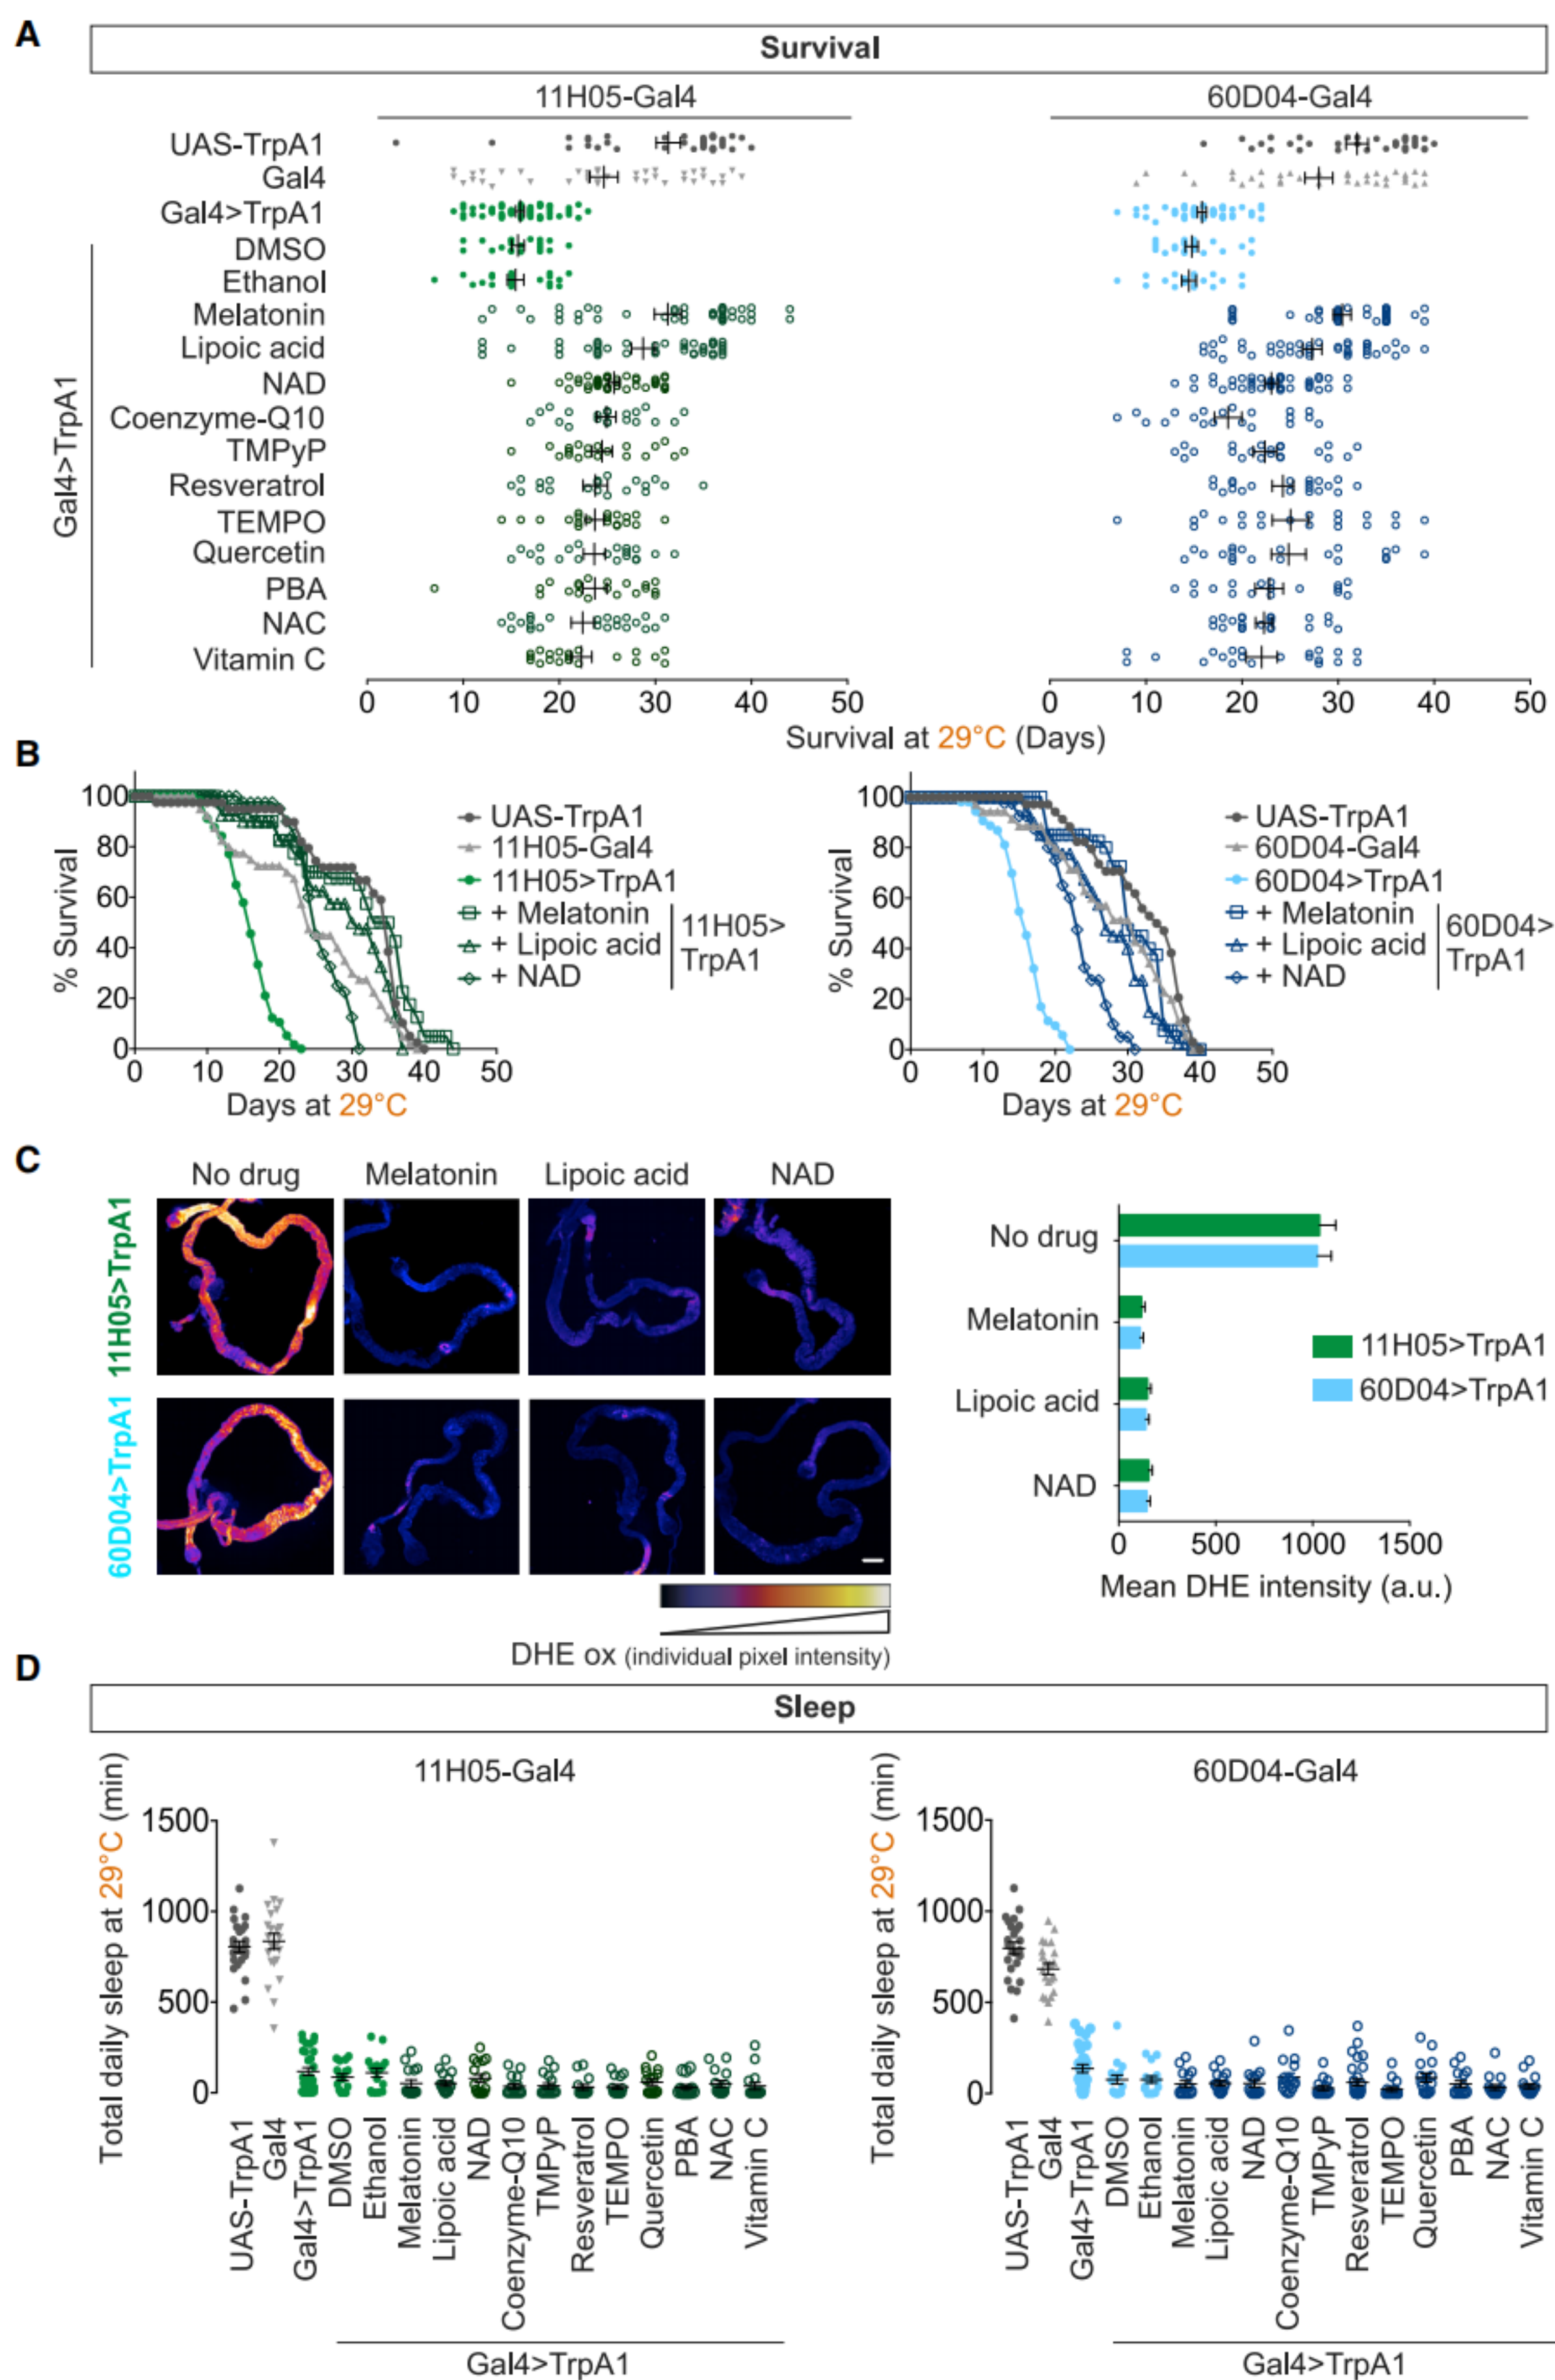 A
Survival
11H05-Gal4
60D04-Gal4
UAS-TrpA1
Gal4
Gal4>TrpA1
DMSO
Ethanol
Melatonin
Lipoic acid
NAD
Coenzyme-Q10
TMPyP
Resveratrol
TEMPO
Quercetin
PBA
NAC
Vitamin C
Gal4>TrpA1
0 10 20 30 40 50
0 10 20 30 40 50
Survival at 29°C (Days)
B
% Survival
100
80
60
40
20
0
0 10 20 30 40 50
Days at 29°C
UAS-TrpA1
11H05-Gal4
11H05>TrpA1
+ Melatonin
+ Lipoic acid
+ NAD
11H05>
TrpA1
% Survival
100
80
60
40
20
0
0 10 20 30 40 50
Days at 29°C
UAS-TrpA1
60D04-Gal4
60D04>TrpA1
+ Melatonin
+ Lipoic acid
+ NAD
60D04>
TrpA1
C
No drug Melatonin Lipoic acid NAD
11H05>TrpA1
60D04>TrpA1
DHE ox (individual pixel intensity)
No drug
Melatonin
Lipoic acid
NAD
11H05>TrpA1
60D04>TrpA1
0 500 1000 1500
Mean DHE intensity (a.u.)
D
Sleep
11H05-Gal4
Total daily sleep at 29°C (min)
1500
1000
500
0
UAS-TrpA1
Gal4
Gal4>TrpA1
DMSO
Ethanol
Melatonin
Lipoic acid
NAD
Coenzyme-Q10
TMPyP
Resveratrol
TEMPO
Quercetin
PBA
NAC
Vitamin C
Gal4>TrpA1
60D04-Gal4
Total daily sleep at 29°C (min)
1500
1000
500
0
UAS-TrpA1
Gal4
Gal4>TrpA1
DMSO
Ethanol
Melatonin
Lipoic acid
NAD
Coenzyme-Q10
TMPyP
Resveratrol
TEMPO
Quercetin
PBA
NAC
Vitamin C
Gal4>TrpA1